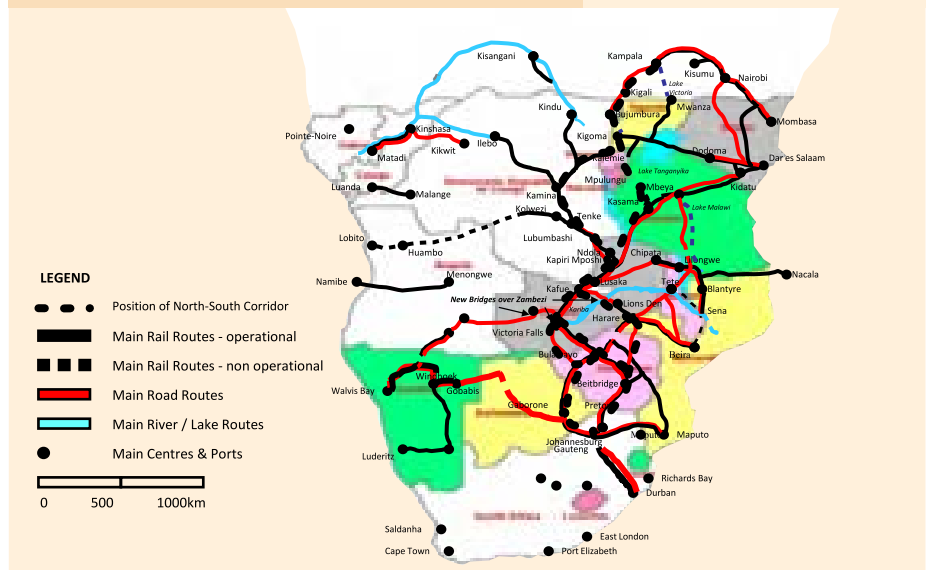 Kisangani
Kampala
Kisumu
Nairobi
Lake
Victoria
Kigali
Mwanza
Kindu
Bujumbura
Mombasa
Kinshasa
Pointe-Noire
Kigoma
Ilebo
Kikwit
Matadi
Kalemie
Dodoma
Dar es Salaam
Lake Tanganyika
Mpulungu
Mbeya
Kidatu
Luanda
Malange
Kamina
Kasama
Lake Malawi
Kolwezi
Tenke
Lobito
Lubumbashi
Huambo
Ndola
Chipata
Kapiri Mposhi
Lilongwe
Menongwe
Nacala
Namibe
Lusaka
Tete
Kafue
Blantyre
New Bridges over Zambezi
Lions Den
Kariba
Sena
Harare
Victoria Falls
Bulawayo
Beira
Windhoek
Walvis Bay
Gobabis
Beitbridge
Gaborone
Johannesburg
Gauteng
Maputo
Luderitz
Richards Bay
Durban
Saldanha
East London
Cape Town
Port Elizabeth
LEGEND
Position of North-South Corridor
Main Rail Routes - operational
Main Rail Routes - non operational
Main Road Routes
Main River / Lake Routes
Main Centres & Ports
0 500 1000km